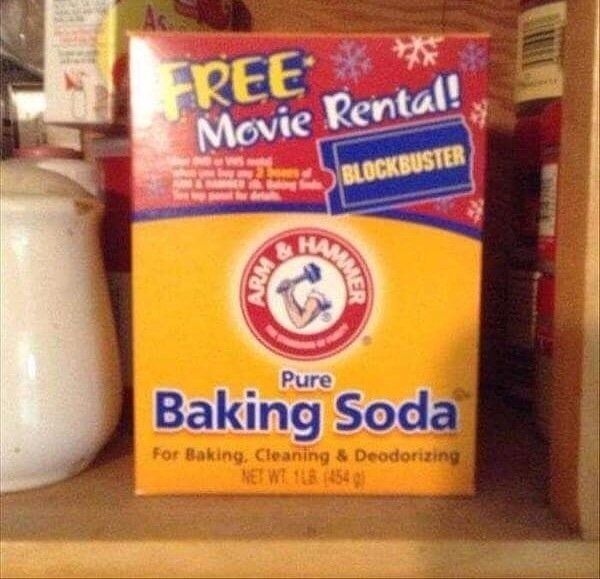 FREE*
Movie Rental!
BLOCKBUSTER
ARM & HAMMER
Pure
Baking Soda
For Baking, Cleaning & Deodorizing
NET WT. 1 LB. (454 g)